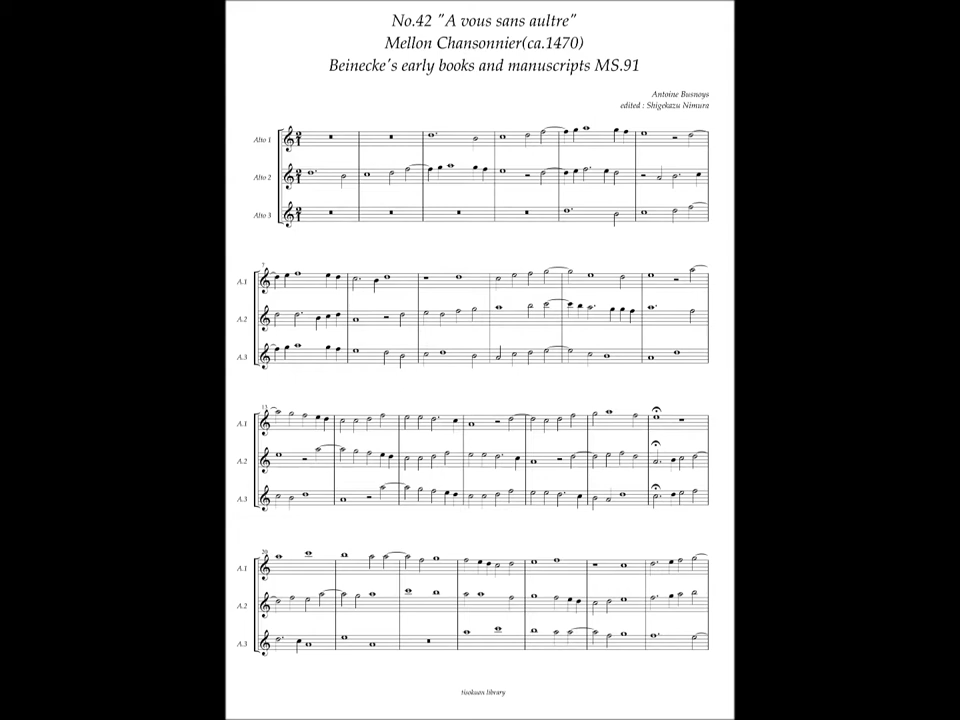 No.42 "A vous sans aultre"
Mellon Chansonnier(ca.1470)
Beinecke's early books and manuscripts MS.91
Antoine Busnoys
edited : Shigekazu Nimura
Alto 1
Alto 2
Alto 3
7
A.1
A.2
A.3
13
A.1
A.2
A.3
20
A.1
A.2
A.3